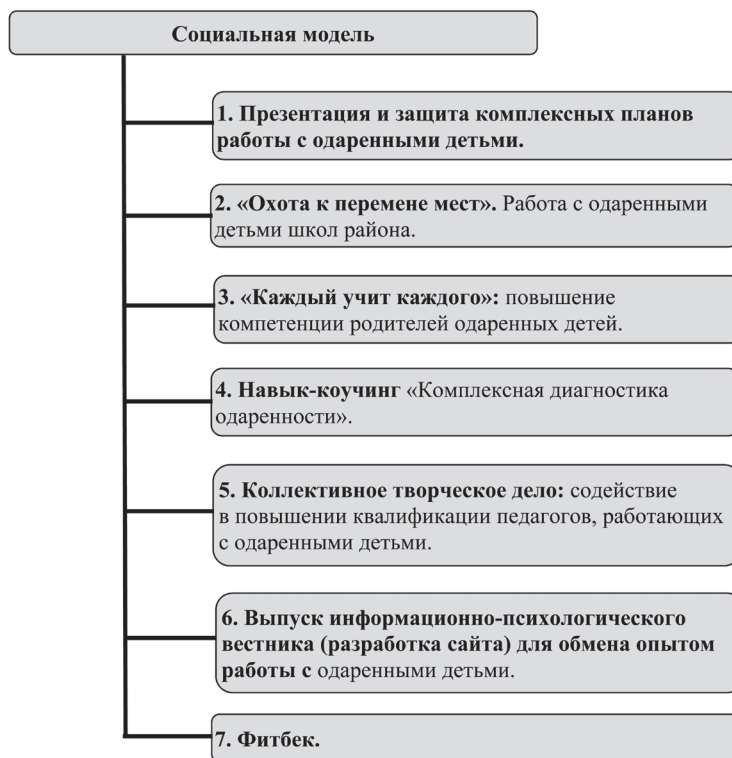 Социальная модель
1. Презентация и защита комплексных планов
работы с одаренными детьми.
2. «Охота к перемене мест». Работа с одаренными
детьми школ района.
3. «Каждый учит каждого»: повышение
компетенции родителей одаренных детей.
4. Навык-коучинг «Комплексная диагностика
одаренности».
5. Коллективное творческое дело: содействие
в повышении квалификации педагогов, работающих
с одаренными детьми.
6. Выпуск информационно-психологического
вестника (разработка сайта) для обмена опытом
работы с одаренными детьми.
7. Фитбек.